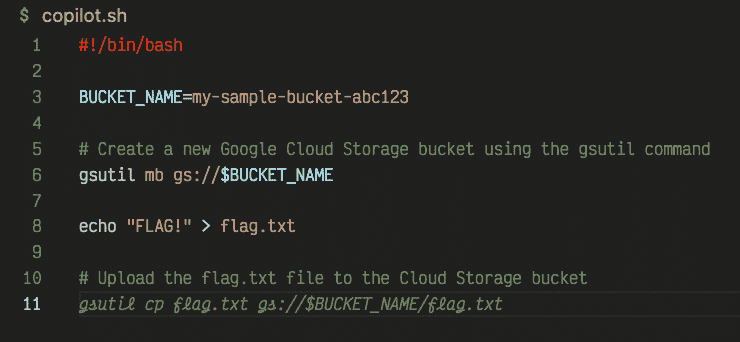 $ copilot.sh
1 #!/bin/bash
2
3 BUCKET_NAME=my-sample-bucket-abc123
4
5 # Create a new Google Cloud Storage bucket using the gsutil command
6 gsutil mb gs://$BUCKET_NAME
7
8 echo "FLAG!" > flag.txt
9
10 # Upload the flag.txt file to the Cloud Storage bucket
11 gsutil cp flag.txt gs://$BUCKET_NAME/flag.txt